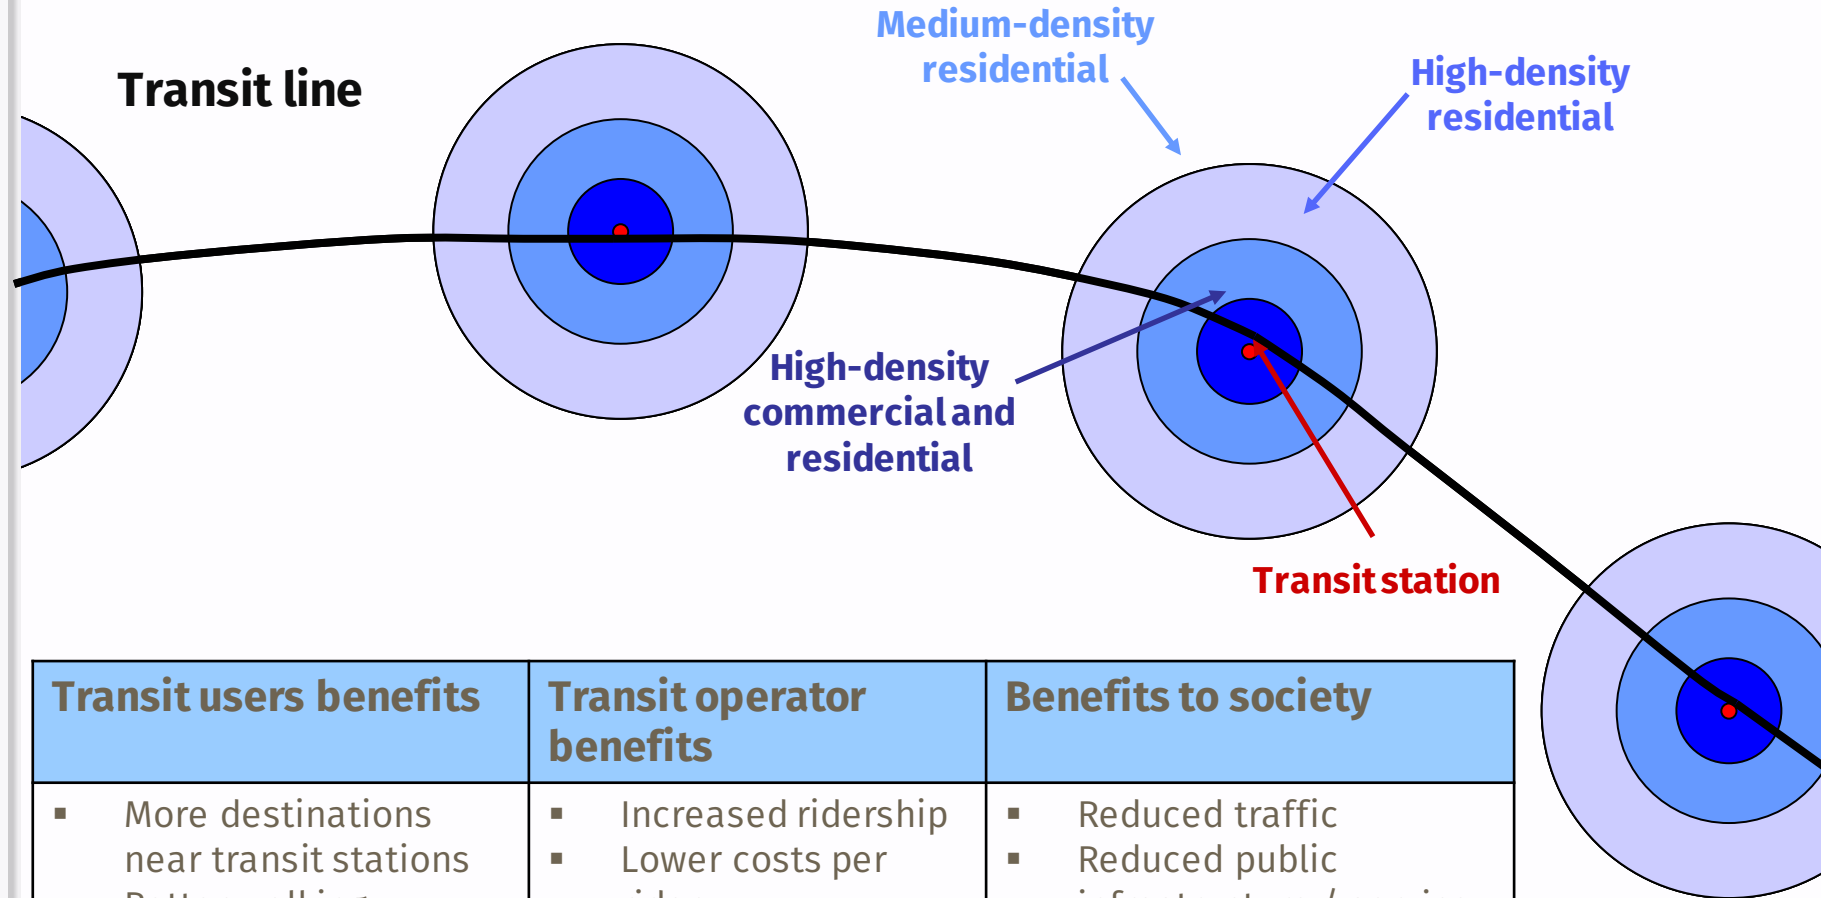 Medium-density
residential
High-density
residential
Transit line
High-density
commercial and
residential
Transit station
Transit users benefits
Transit operator
benefits
Benefits to society
▪ More destinations
near transit stations
▪ Increased ridership
▪ Lower costs per
▪ Reduced traffic
▪ Reduced public